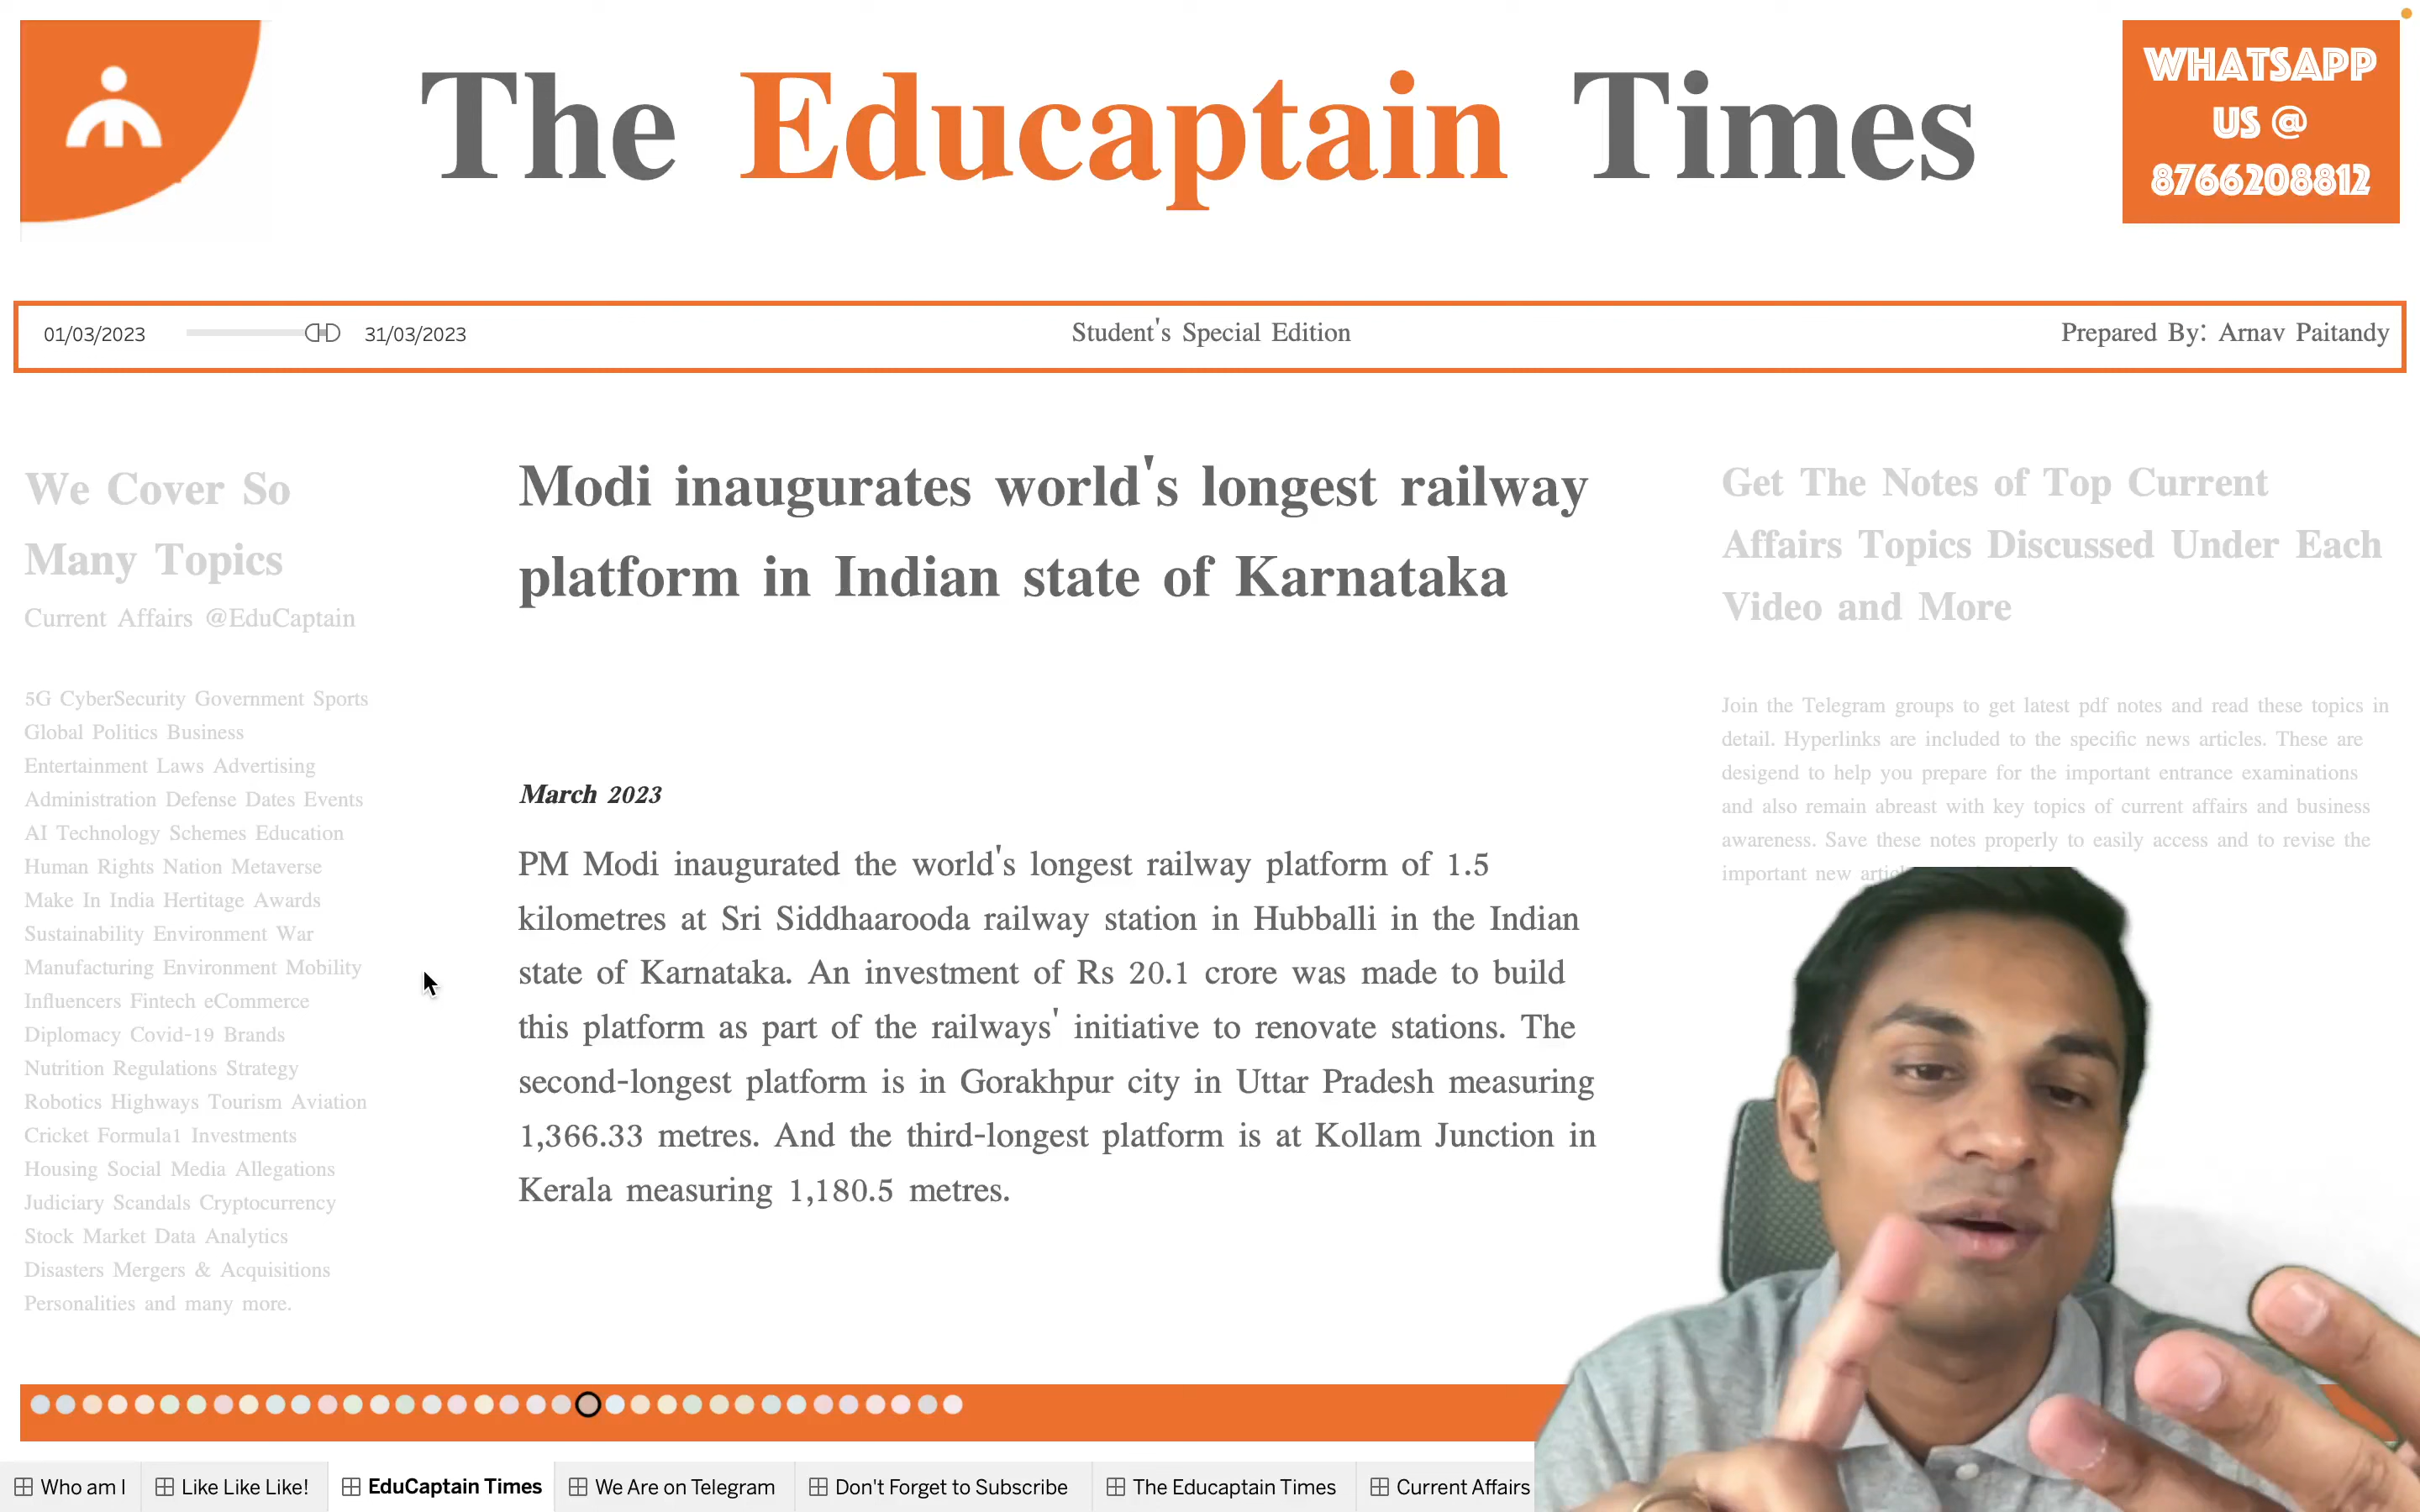 The Educaptain Times
WHATSAPP
US @
8766208812
01/03/2023
31/03/2023
Student's Special Edition
Prepared By: Arnav Paitandy
We Cover So
Many Topics
Current Affairs @EduCaptain
5G CyberSecurity Government Sports
Global Politics Business
Entertainment Laws Advertising
Administration Defense Dates Events
AI Technology Schemes Education
Human Rights Nation Metaverse
Make In India Hertitage Awards
Sustainability Environment War
Manufacturing Environment Mobility
Influencers Fintech eCommerce
Diplomacy Covid-19 Brands
Nutrition Regulations Strategy
Robotics Highways Tourism Aviation
Cricket Formula1 Investments
Housing Social Media Allegations
Judiciary Scandals Cryptocurrency
Stock Market Data Analytics
Disasters Mergers & Acquisitions
Personalities and many more.
Modi inaugurates world's longest railway
platform in Indian state of Karnataka
March 2023
PM Modi inaugurated the world's longest railway platform of 1.5
kilometres at Sri Siddhaarooda railway station in Hubballi in the Indian
state of Karnataka. An investment of Rs 20.1 crore was made to build
this platform as part of the railways' initiative to renovate stations. The
second-longest platform is in Gorakhpur city in Uttar Pradesh measuring
1,366.33 metres. And the third-longest platform is at Kollam Junction in
Kerala measuring 1,180.5 metres.
Get The Notes of Top Current
Affairs Topics Discussed Under Each
Video and More
Join the Telegram groups to get latest pdf notes and read these topics in
detail. Hyperlinks are included to the specific news articles. These are
desigend to help you prepare for the important entrance examinations
and also remain abreast with key topics of current affairs and business
awareness. Save these notes properly to easily access and to revise the
important new
Who am I
Like Like Like!
EduCaptain Times
We Are on Telegram
Don't Forget to Subscribe
The Educaptain Times
Current Affairs